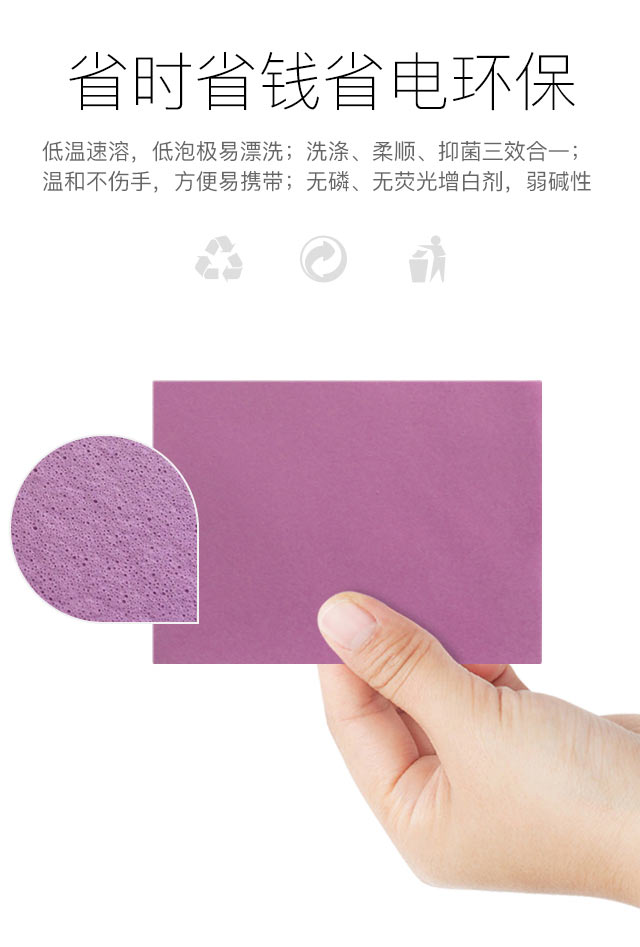 省时省钱省电环保
低温速溶，低泡极易漂洗；洗涤、柔顺、抑菌三效合一；
温和不伤手，方便易携带；无磷、无荧光增白剂，弱碱性